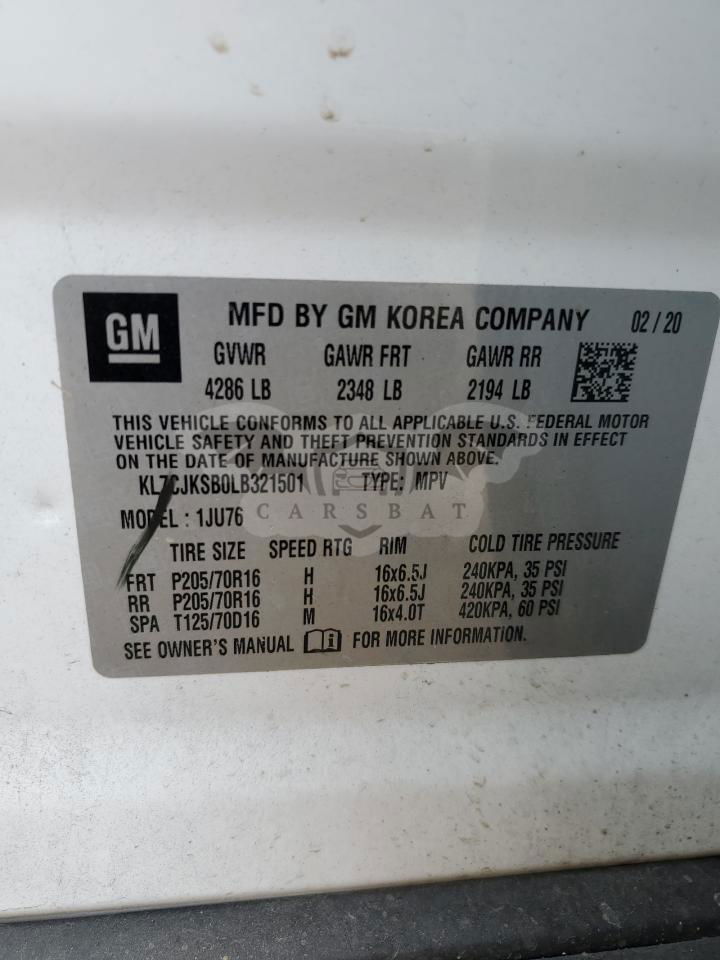 GM MFD BY GM KOREA COMPANY 02 / 20
GVWR GAWR FRT GAWR RR
4286 LB 2348 LB 2194 LB
THIS VEHICLE CONFORMS TO ALL APPLICABLE U.S. FEDERAL MOTOR
VEHICLE SAFETY AND THEFT PREVENTION STANDARDS IN EFFECT
ON THE DATE OF MANUFACTURE SHOWN ABOVE.
KL7CJKSB0LB321501 TYPE: MPV
MODEL : 1JU76
CARSBAT
TIRE SIZE SPEED RTG RIM COLD TIRE PRESSURE
FRT P205/70R16 H 16x6.5J 240KPA, 35 PSI
RR P205/70R16 H 16x6.5J 240KPA, 35 PSI
SPA T125/70D16 M 16x4.0T 420KPA, 60 PSI
SEE OWNER'S MANUAL FOR MORE INFORMATION.